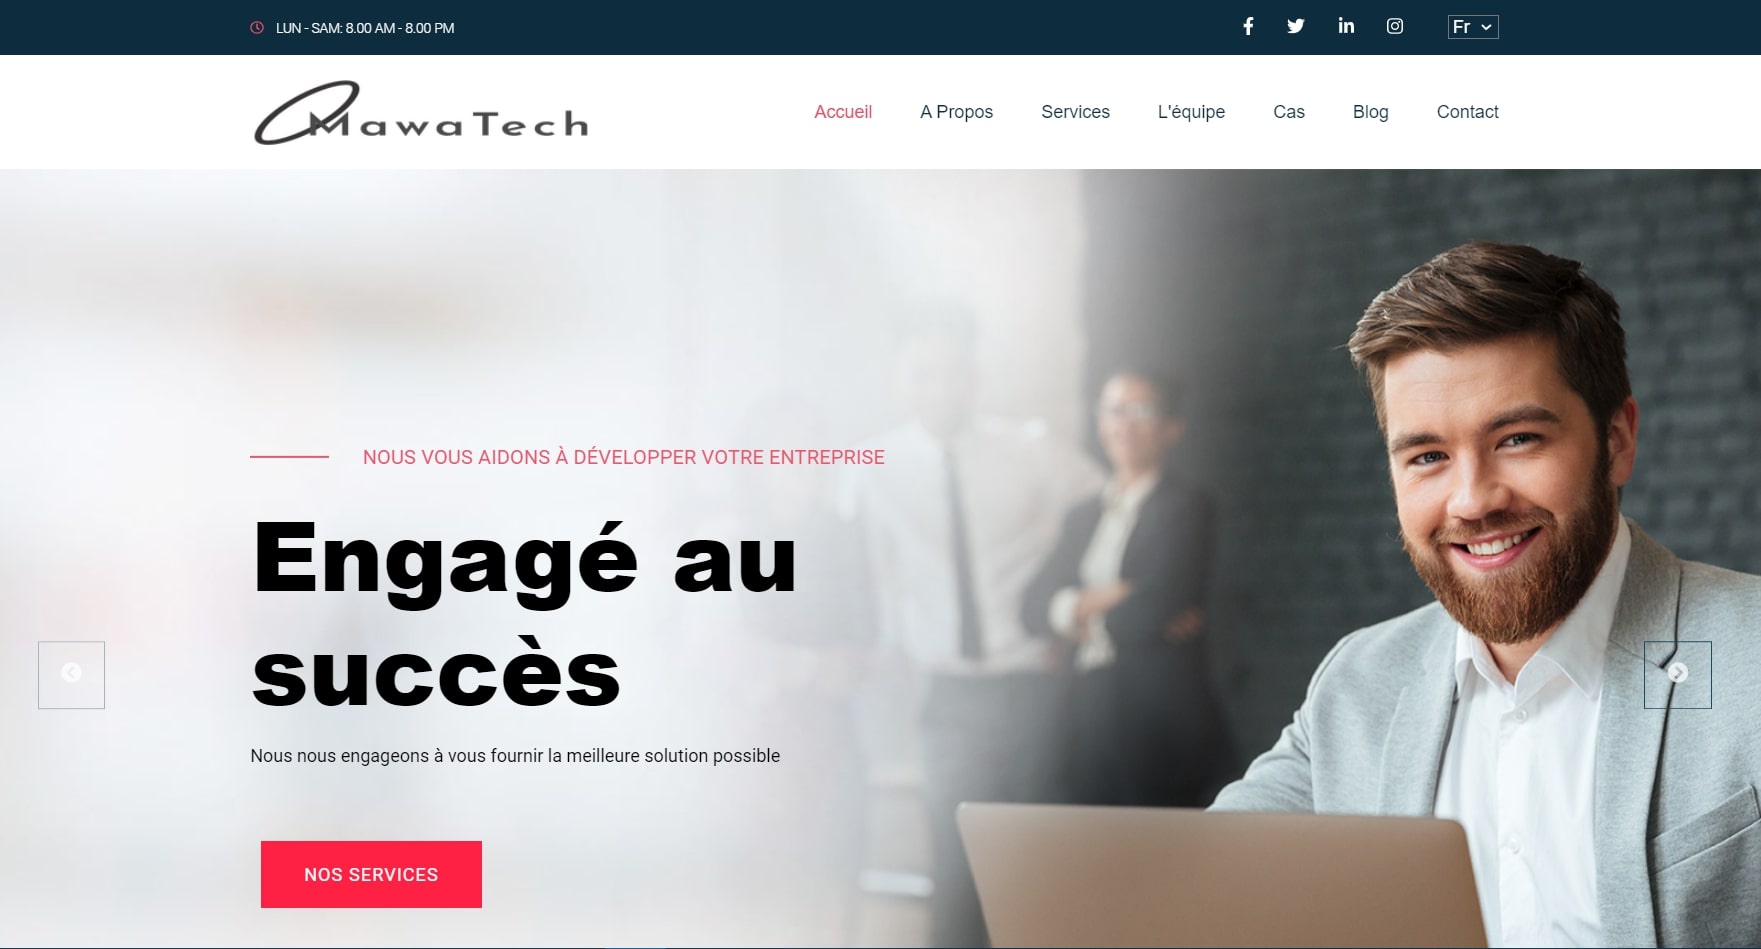 LUN - SAM: 8.00 AM - 8.00 PM
Fr
MawaTech
Accueil
A Propos
Services
L'équipe
Cas
Blog
Contact
NOUS VOUS AIDONS À DÉVELOPPER VOTRE ENTREPRISE
Engagé au
succès
Nous nous engageons à vous fournir la meilleure solution possible
NOS SERVICES